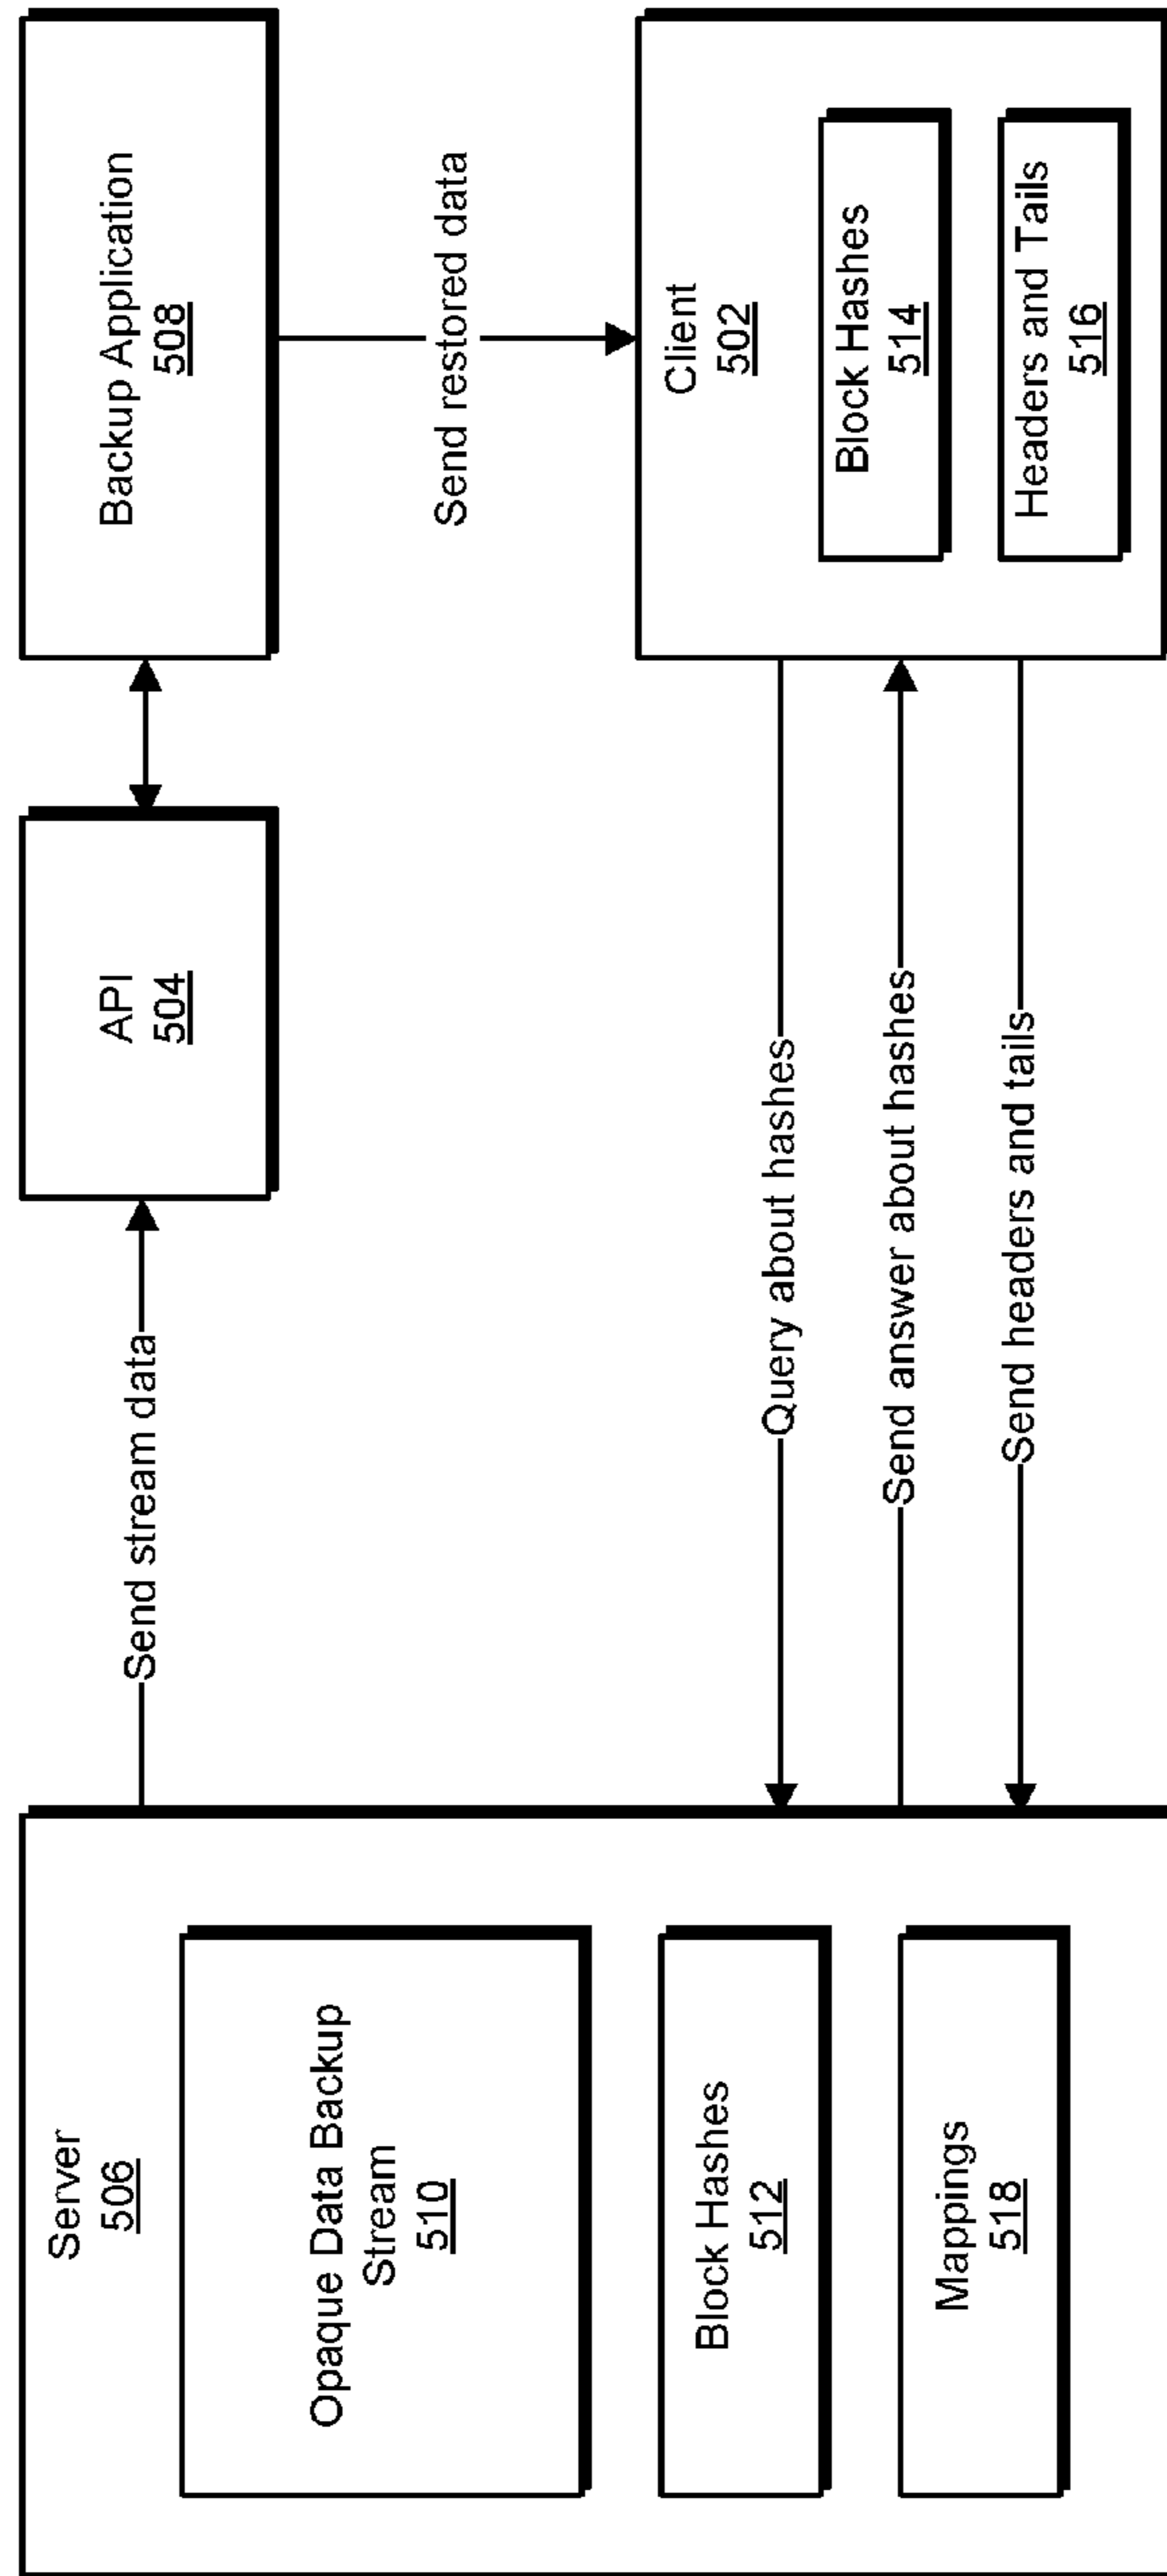 Server
506
Opaque Data Backup
Stream
510
Block Hashes
512
Mappings
518
Send stream data
API
504
Backup Application
508
Send restored data
Query about hashes
Send answer about hashes
Send headers and tails
Client
502
Block Hashes
514
Headers and Tails
516